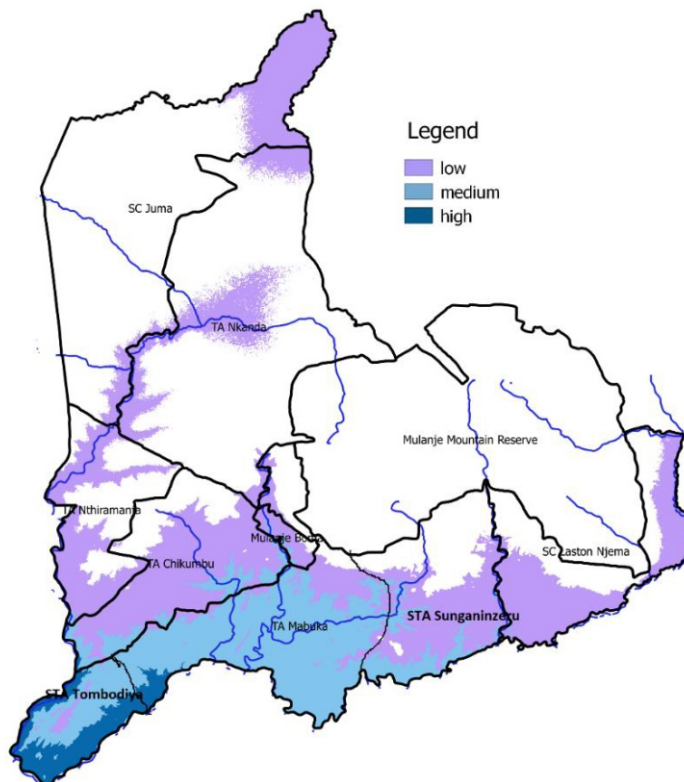 Legend
low
medium
high
SC Juma
TA Nkanda
Mulanje Mountain Reserve
TA Nthiramanja
Mulanje Boma
SC Laston Njema
TA Chikumbu
STA Sunganinzeru
TA Mabuka
STA Tombodiya